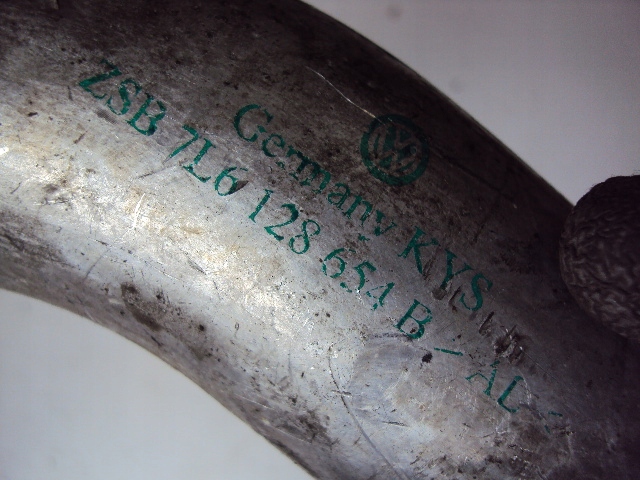 Germany KYS
ZSB 7L6 128 654 B - AL-